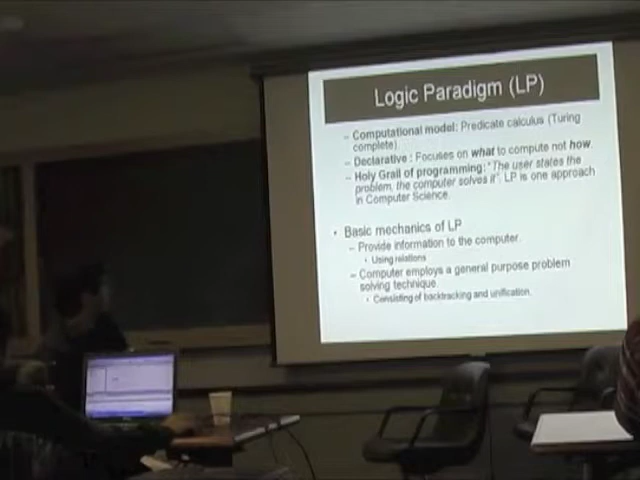 Logic Paradigm (LP)
– Computational model: Predicate calculus (Turing
complete).
– Declarative : Focuses on what to compute not how.
– Holy Grail of programming: "The user states the
problem, the computer solves it". LP is one approach
in Computer Science.
• Basic mechanics of LP
– Provide information to the computer.
• Using relations
– Computer employs a general purpose problem
solving technique
• Consisting of backtracking and unification.